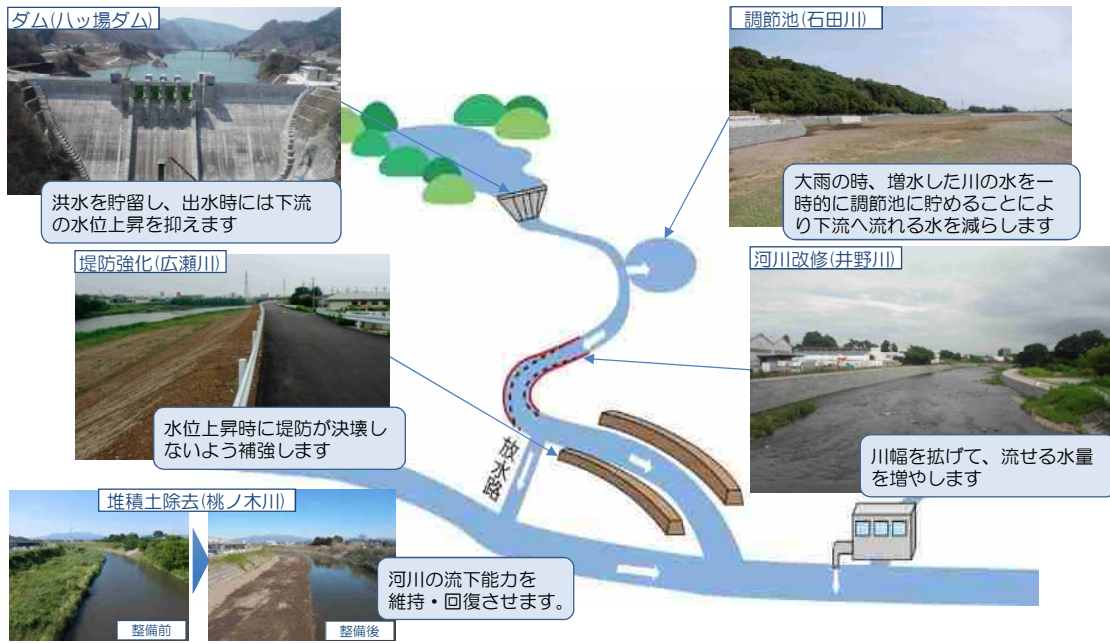 ダム(八ッ場ダム)
洪水を貯留し、出水時には下流
の水位上昇を抑えます
調節池(石田川)
大雨の時、増水した川の水を一
時的に調節池に貯めることによ
り下流へ流れる水を減らします
堤防強化(広瀬川)
水位上昇時に堤防が決壊し
ないよう補強します
河川改修(井野川)
川幅を拡げて、流せる水量
を増やします
放水路
堆積土除去(桃ノ木川)
整備前
整備後
河川の流下能力を
維持・回復させます。